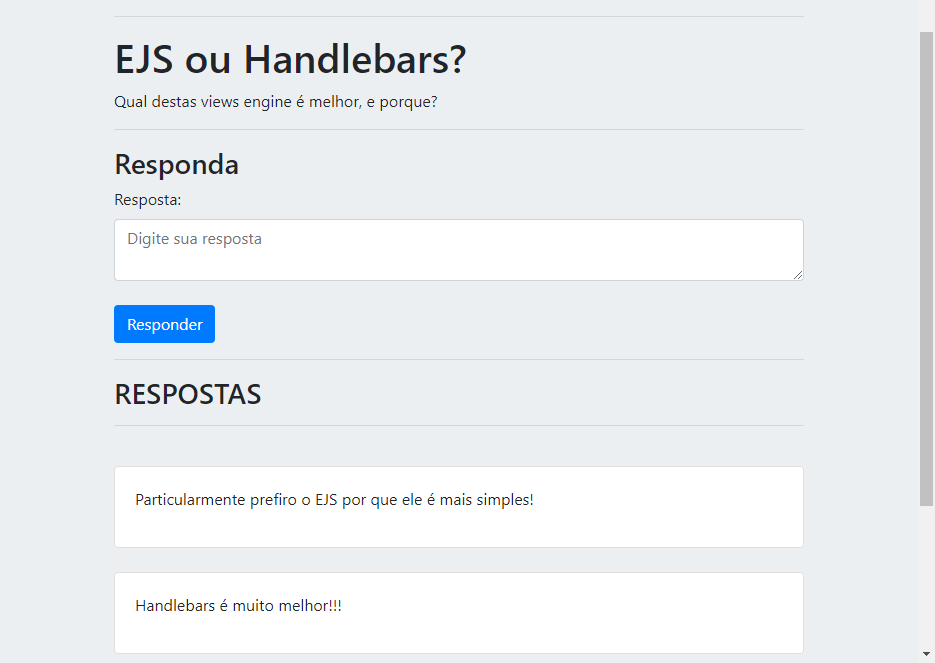 EJS ou Handlebars?
Qual destas views engine é melhor, e porque?
Responda
Resposta:
Digite sua resposta
Responder
RESPOSTAS
Particularmente prefiro o EJS por que ele é mais simples!
Handlebars é muito melhor!!!